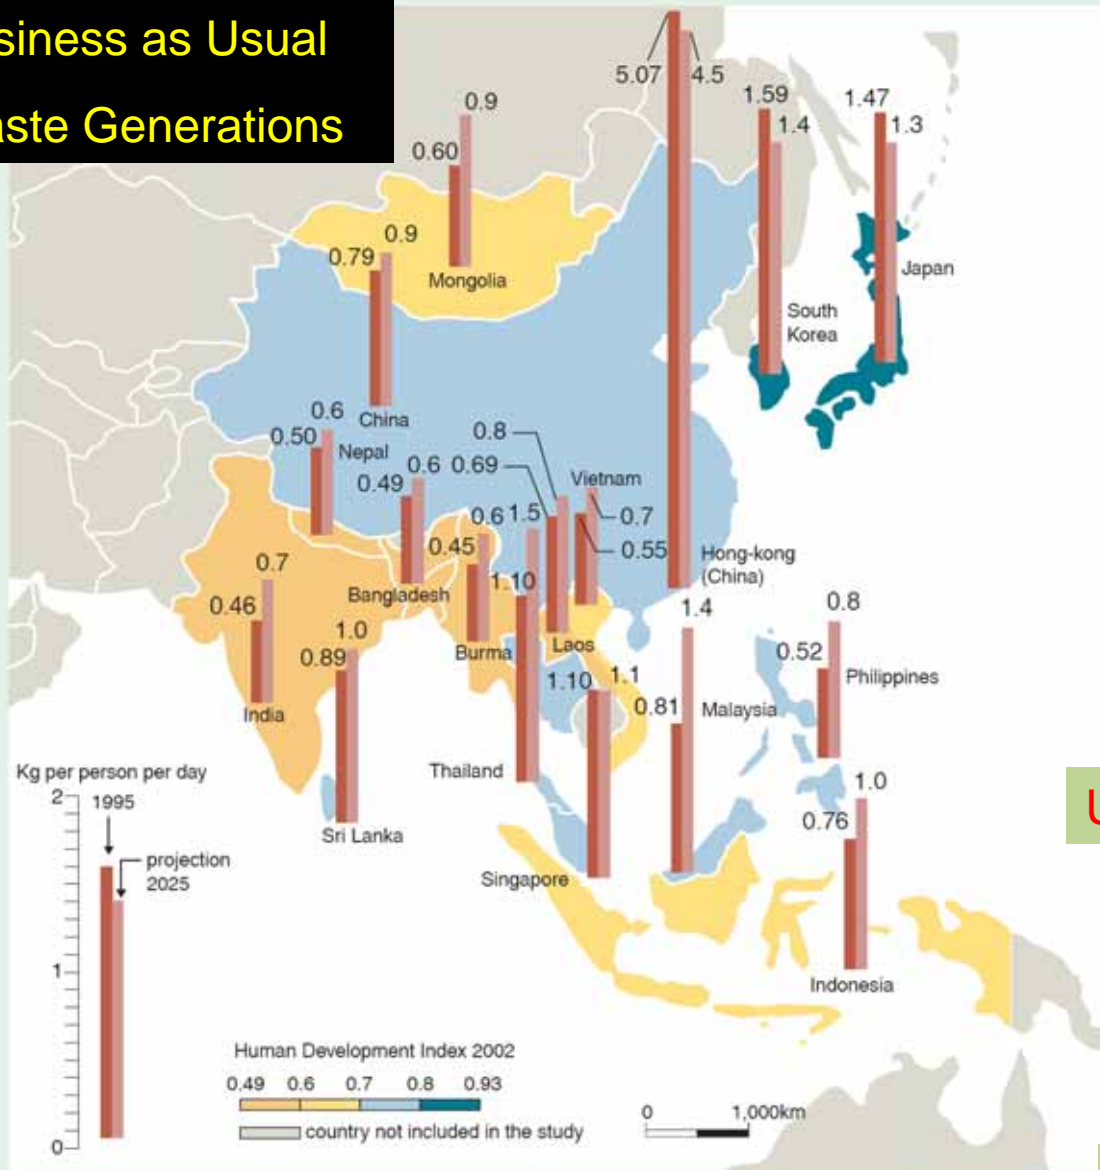 siness as Usual
aste Generations
5.07
4.5
1.59
1.4
1.47
1.3
0.9
0.60
Mongolia
0.9
0.79
China
Japan
South
Korea
0.6
0.50
Nepal
0.8
0.69
0.6
0.49
Bangladesh
Vietnam
0.7
0.55
0.6
0.45
Burma
1.5
1.10
Thailand
Laos
Hong-kong
(China)
0.7
0.46
India
1.0
0.89
Sri Lanka
1.10
1.1
Singapore
1.4
0.81
Malaysia
0.8
0.52
Philippines
1.0
0.76
Indonesia
U
Kg per person per day
2
1995
projection
2025
1
0
Human Development Index 2002
0.49 0.6 0.7 0.8 0.93
country not included in the study
0 1,000km